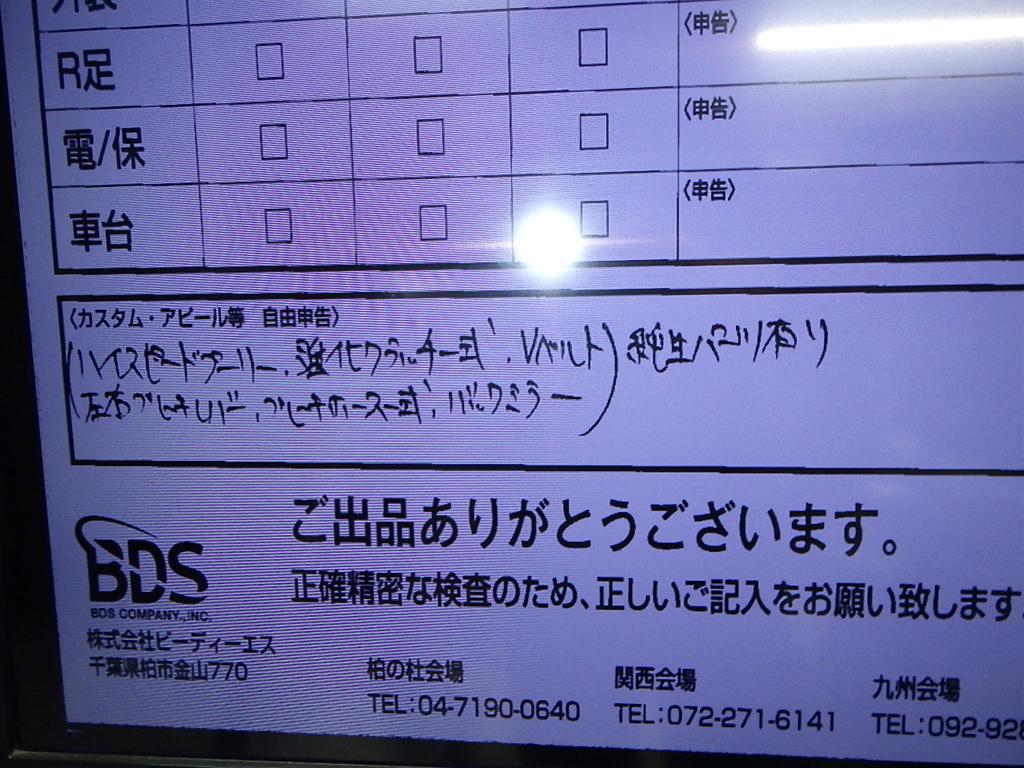 R足 □ □ □ 〈申告〉
電/保 □ □ □ 〈申告〉
車台 □ □ □ 〈申告〉
〈カスタム・アピール等 自由申告〉
(ハイスピードプーリー、強化クラッチ一式、Vベルト) 純正パーツ有り
左右ブレーキレバー、ブレーキホース一式、バックミラー
BDS
BDS COMPANY.,INC.
株式会社ビーディーエス
千葉県柏市金山770
ご出品ありがとうございます。
正確精密な検査のため、正しいご記入をお願い致します
柏の杜会場
TEL:04-7190-0640
関西会場
TEL:072-271-6141
九州会場
TEL:092-928